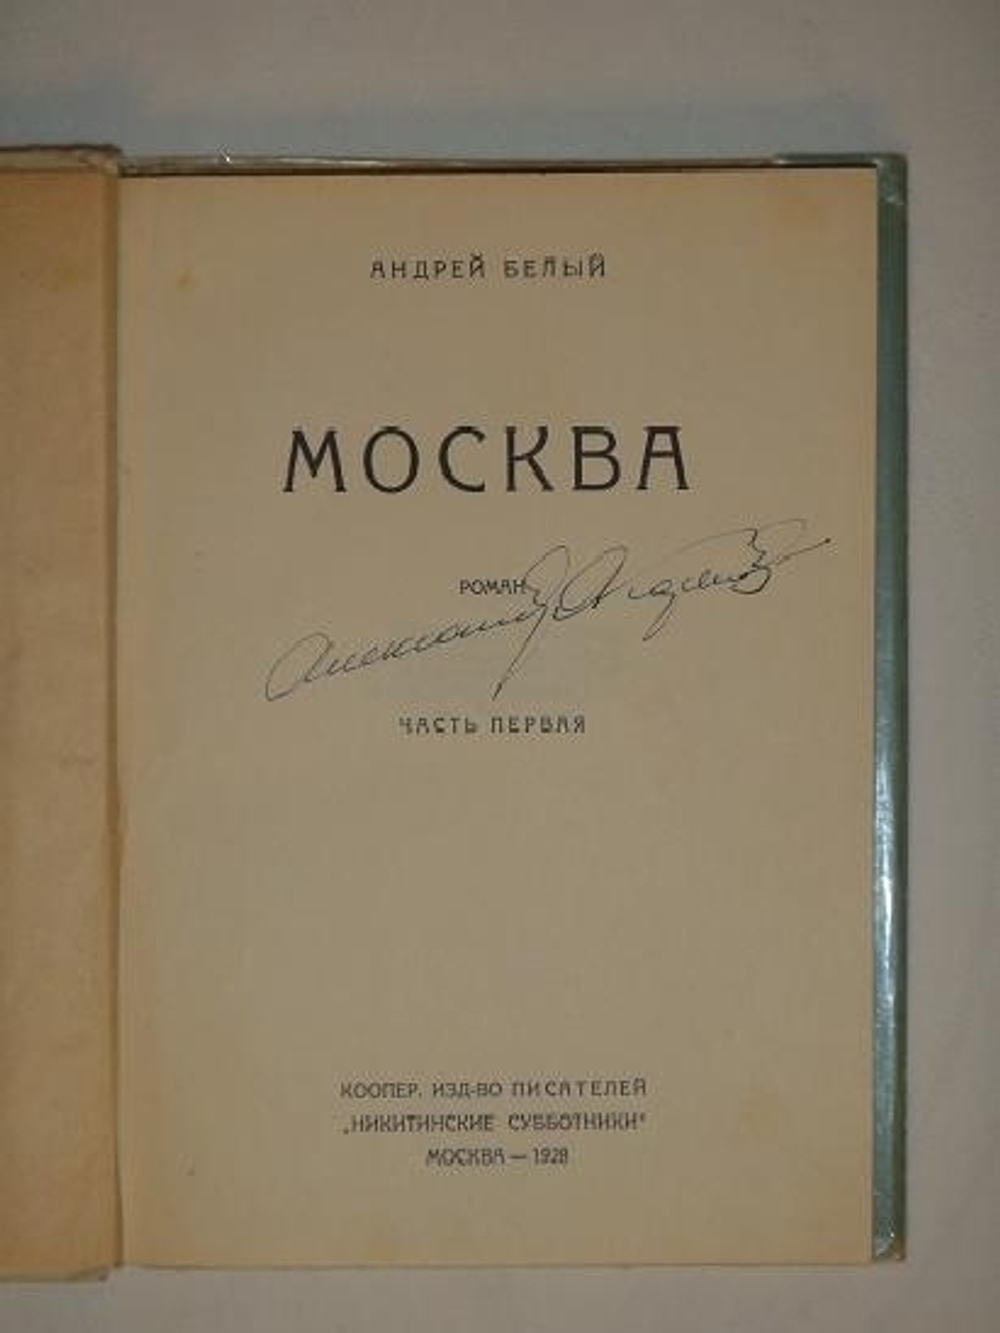 АНДРЕЙ БЕЛЫЙ
МОСКВА
РОМАН
ЧАСТЬ ПЕРВАЯ
КООПЕР. ИЗД-ВО ПИСАТЕЛЕЙ
„НИКИТИНСКИЕ СУББОТНИКИ"
МОСКВА — 1928